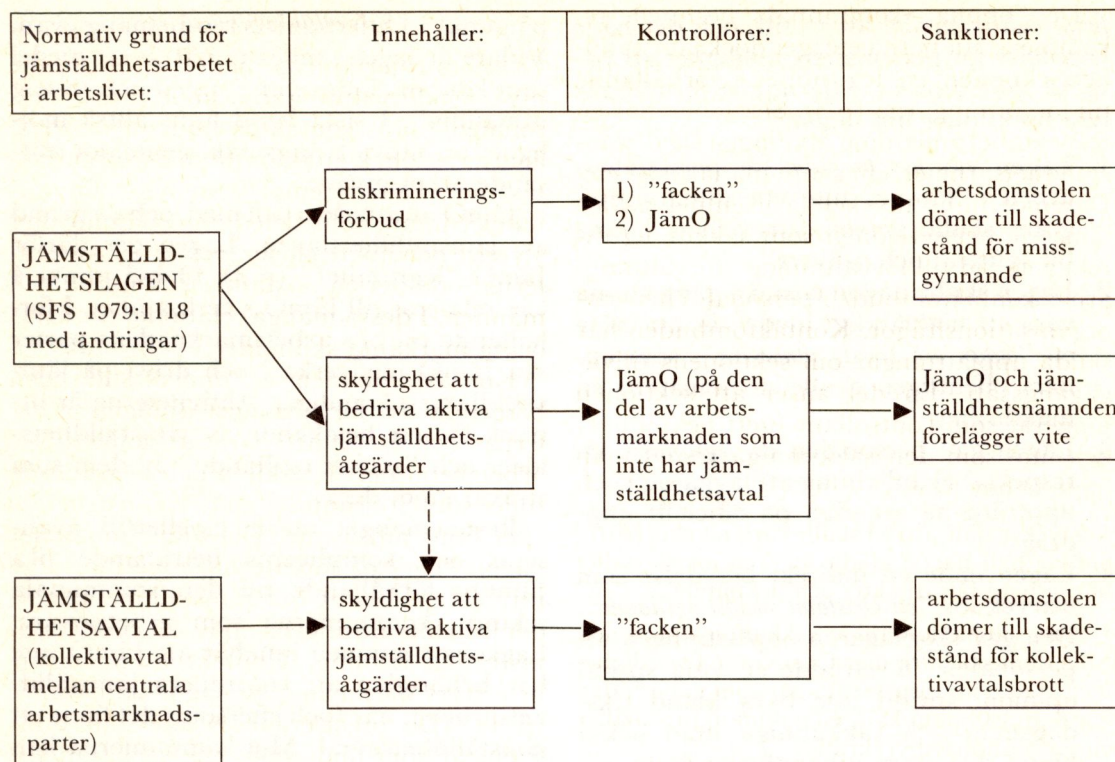 Normativ grund för
jämställdhetsarbetet
i arbetslivet:
Innehåller:
Kontrollörer:
Sanktioner:
JÄMSTÄLLD-
HETSLAGEN
(SFS 1979:1118
med ändringar)
diskriminerings-
förbud
1) ”facken”
2) JämO
arbetsdomstolen
dömer till skade-
stånd för miss-
gynnande
skyldighet att
bedriva aktiva
jämställdhets-
åtgärder
JämO (på den
del av arbets-
marknaden som
inte har jäm-
ställdhetsavtal
JämO och jäm-
ställdhetsnämnden
förelägger vite
JÄMSTÄLLD-
HETSAVTAL
(kollektivavtal
mellan centrala
arbetsmarknads-
parter)
skyldighet att
bedriva aktiva
jämställdhets-
åtgärder
”facken”
arbetsdomstolen
dömer till skade-
stånd för kollek-
tivavtalsbrott